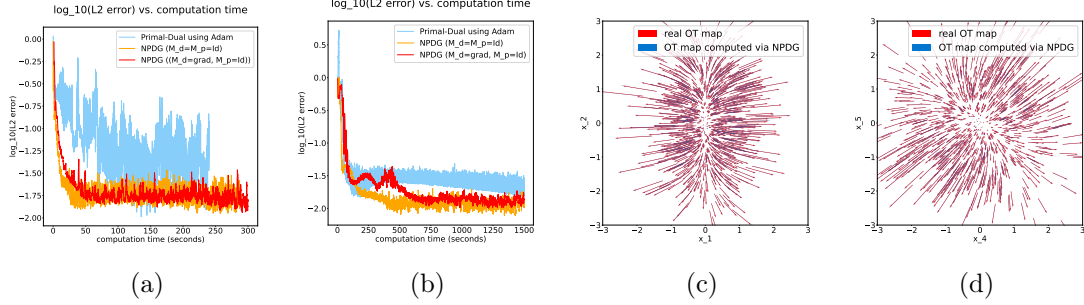 log_10(L2 error) vs. computation time
Primal-Dual using Adam
NPDG (M_d=M_p=Id)
NPDG ((M_d=grad, M_p=Id))
log_10(L2 error)
0.0
−0.25
−0.50
−0.75
−1.00
−1.25
−1.50
−1.75
−2.00
0 50 100 150 200 250 300
computation time (seconds)
(a)
log_10(L2 error) vs. computation time
Primal-Dual using Adam
NPDG (M_d=M_p=Id)
NPDG (M_d=grad, M_p=Id)
log_10(L2 error)
0.5
0.0
−0.5
−1.0
−1.5
−2.0
0 250 500 750 1000 1250 1500
computation time (seconds)
(b)
real OT map
OT map computed via NPDG
x_2
3
2
1
0
−1
−2
−3
−3 −2 −1 0 1 2 3
x_1
(c)
real OT map
OT map computed via NPDG
x_5
3
2
1
0
−1
−2
−3
−3 −2 −1 0 1 2 3
x_4
(d)